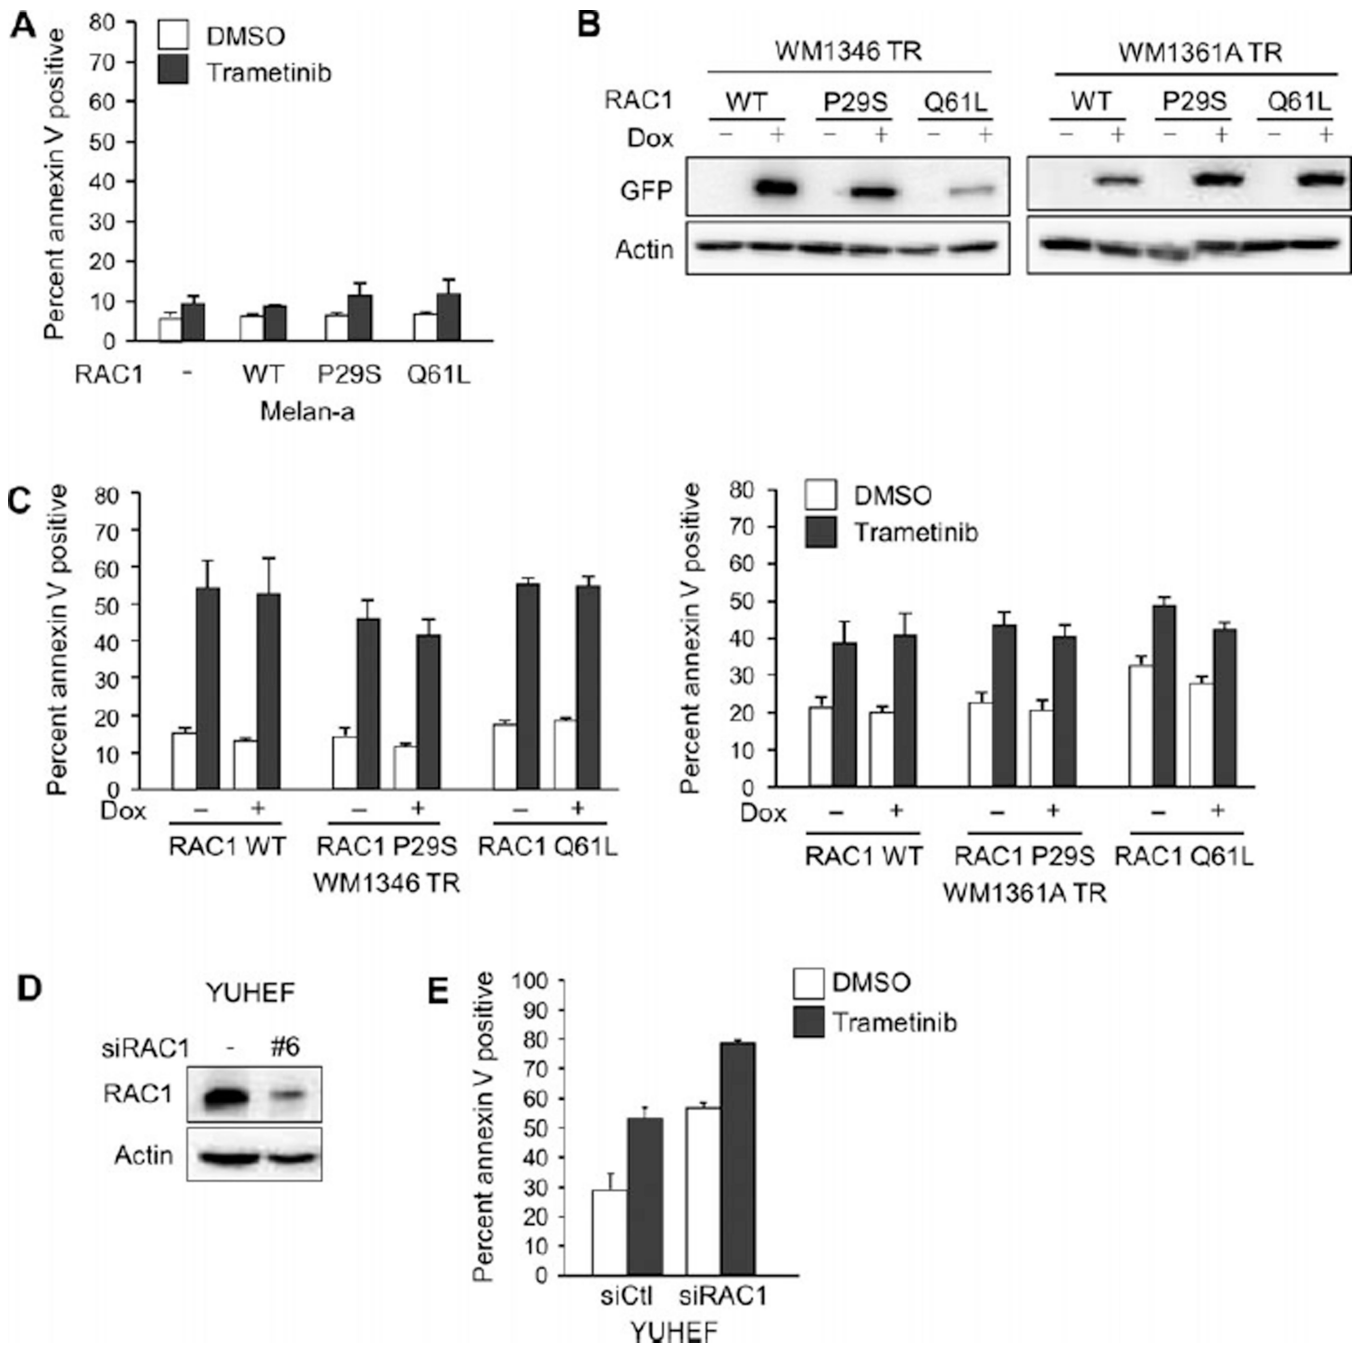 A
Percent annexin V positive
80
70
60
50
40
30
20
10
0
DMSO
Trametinib
RAC1 - WT P29S Q61L
Melan-a
B
WM1346 TR WM1361A TR
RAC1 WT P29S Q61L WT P29S Q61L
Dox − + − + − + − + − + − +
GFP
Actin
C
Percent annexin V positive
80
70
60
50
40
30
20
10
0
Dox − + − + − +
RAC1 WT RAC1 P29S RAC1 Q61L
WM1346 TR
Percent annexin V positive
80
70
60
50
40
30
20
10
0
DMSO
Trametinib
Dox − + − + − +
RAC1 WT RAC1 P29S RAC1 Q61L
WM1361A TR
D
YUHEF
siRAC1 - #6
RAC1
Actin
E
Percent annexin V positive
100
90
80
70
60
50
40
30
20
10
0
DMSO
Trametinib
siCtl siRAC1
YUHEF